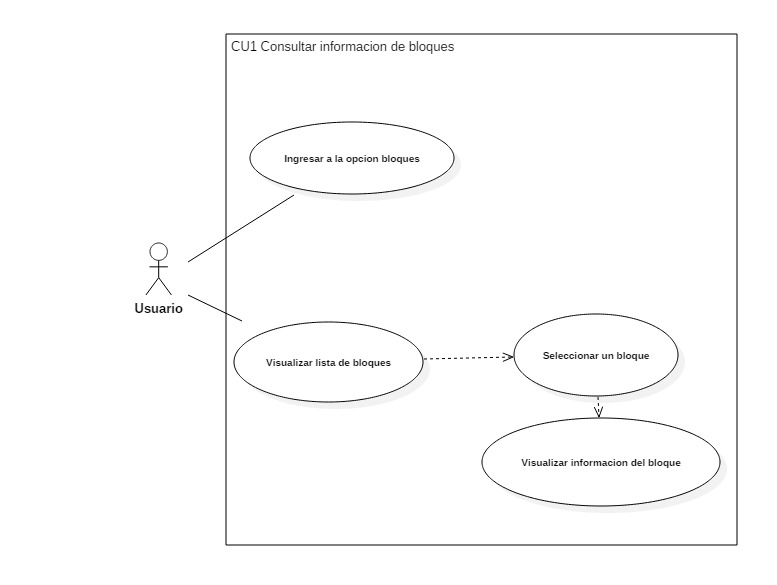 CU1 Consultar informacion de bloques
Ingresar a la opcion bloques
Usuario
Visualizar lista de bloques
Seleccionar un bloque
Visualizar informacion del bloque